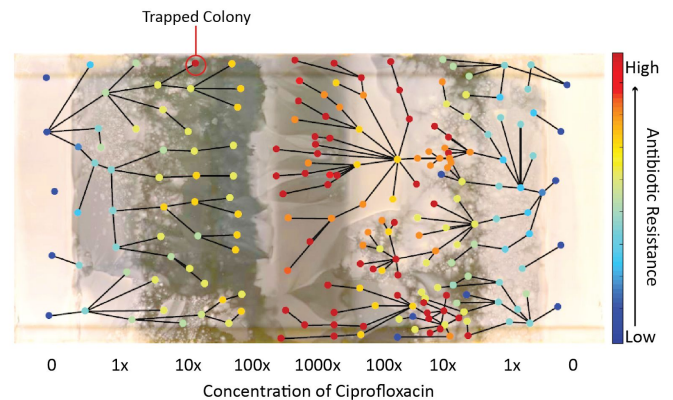 Trapped Colony
High
Antibiotic Resistance
Low
0 1x 10x 100x 1000x 100x 10x 1x 0
Concentration of Ciprofloxacin